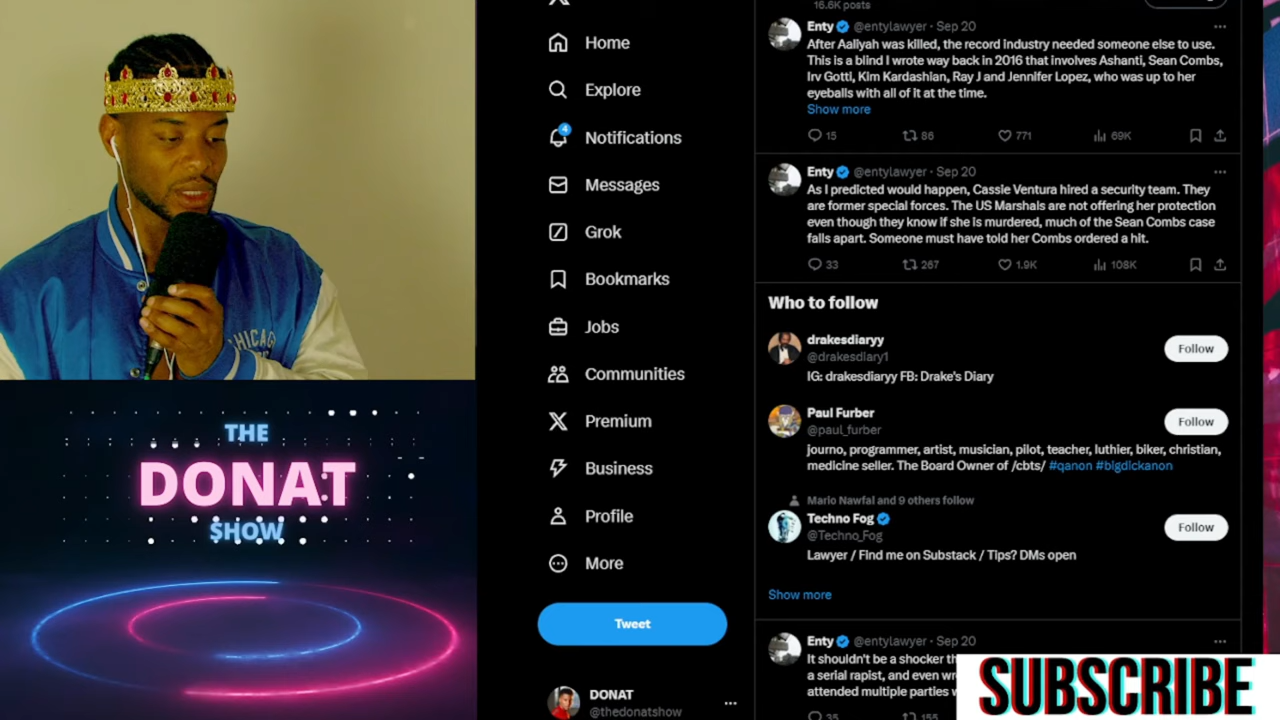 CHICAGO
THE
DONAT
SHOW
Home
Explore
Notifications
4
Messages
Grok
Bookmarks
Jobs
Communities
Premium
Business
Profile
More
Tweet
DONAT
@thedonatshow
16.6K posts
Enty @entylawyer · Sep 20
After Aaliyah was killed, the record industry needed someone else to use.
This is a blind I wrote way back in 2016 that involves Ashanti, Sean Combs,
Irv Gotti, Kim Kardashian, Ray J and Jennifer Lopez, who was up to her
eyeballs with all of it at the time.
Show more
15 86 771 69K
Enty @entylawyer · Sep 20
As I predicted would happen, Cassie Ventura hired a security team. They
are former special forces. The US Marshals are not offering her protection
even though they know if she is murdered, much of the Sean Combs case
falls apart. Someone must have told her Combs ordered a hit.
33 267 1.9K 108K
Who to follow
drakesdiaryy
@drakesdiary1
Follow
IG: drakesdiaryy FB: Drake's Diary
Paul Furber
@paul_furber
Follow
journo, programmer, artist, musician, pilot, teacher, luthier, biker, christian,
medicine seller. The Board Owner of /cbts/ #qanon #bigdickanon
Mario Nawfal and 9 others follow
Techno Fog
@Techno_Fog
Follow
Lawyer / Find me on Substack / Tips? DMs open
Show more
Enty @entylawyer · Sep 20
It shouldn't be a shocker
a serial rapist, and even
attended multiple parties
35 155
SUBSCRIBE